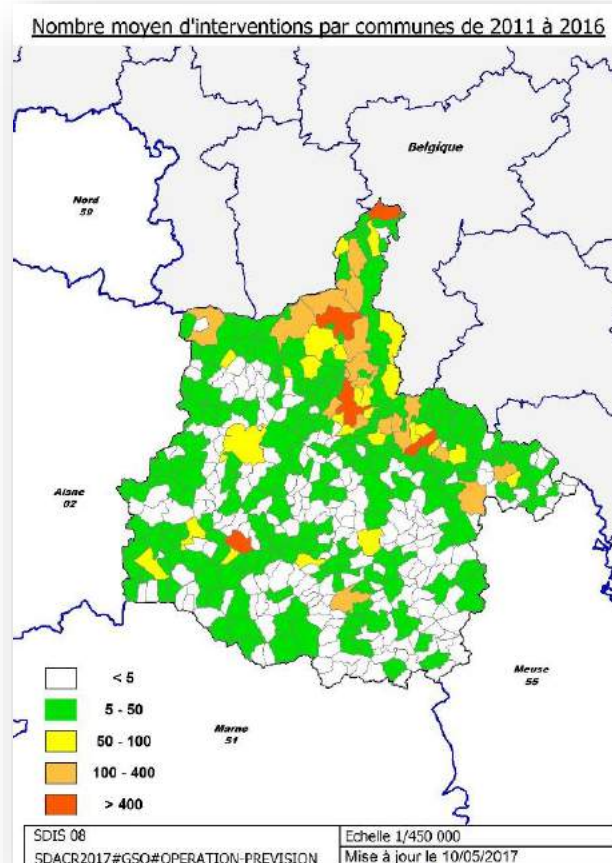 Nombre moyen d'interventions par communes de 2011 à 2016
Belgique
Nord
59
Aisne
02
Meuse
55
Marne
51
< 5
5 - 50
50 - 100
100 - 400
> 400
SDIS 08
Echelle 1/450 000
SDACR2017#GSO#OPERATION-PREVISION
Mise à jour le 10/05/2017